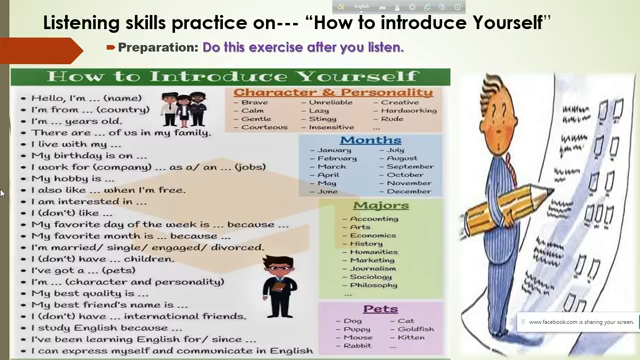 English
Listening skills practice on--- “How to introduce Yourself”
Preparation: Do this exercise after you listen.
How to Introduce Yourself
• Hello, I'm ... (name)
• I'm from ... (country)
• I'm ... years old.
• There are ... of us in my family.
• I live with my ...
• My birthday is on ...
• I work for (company) ... as a/ an ... (jobs)
• My hobby is ...
• I also like ... when I'm free.
• I am interested in ...
• I (don't) like ...
• My favorite day of the week is ... because ...
• My favorite month is ... because ...
• I'm married/ single/ engaged/ divorced.
• I (don't) have ... children.
• I've got a ... (pets)
• I'm ... (character and personality)
• My best quality is ...
• My best friend's name is ...
• I (don't) have ... international friends.
• I study English because ...
• I've been learning English for/ since ...
• I can express myself and communicate in English
Character & Personality
- Brave
- Calm
- Gentle
- Courteous
- Unreliable
- Lazy
- Stingy
- Insensitive
- Creative
- Hardworking
- Rude
...
Months
- January
- February
- March
- April
- May
- June
- July
- August
- September
- October
- November
- December
Majors
- Accounting
- Arts
- Economics
- History
- Humanities
- Marketing
- Journalism
- Sociology
- Philosophy
...
Pets
- Dog
- Puppy
- Mouse
- Rabbit
- Cat
- Goldfish
- Kitten
...
www.facebook.com is sharing your screen.